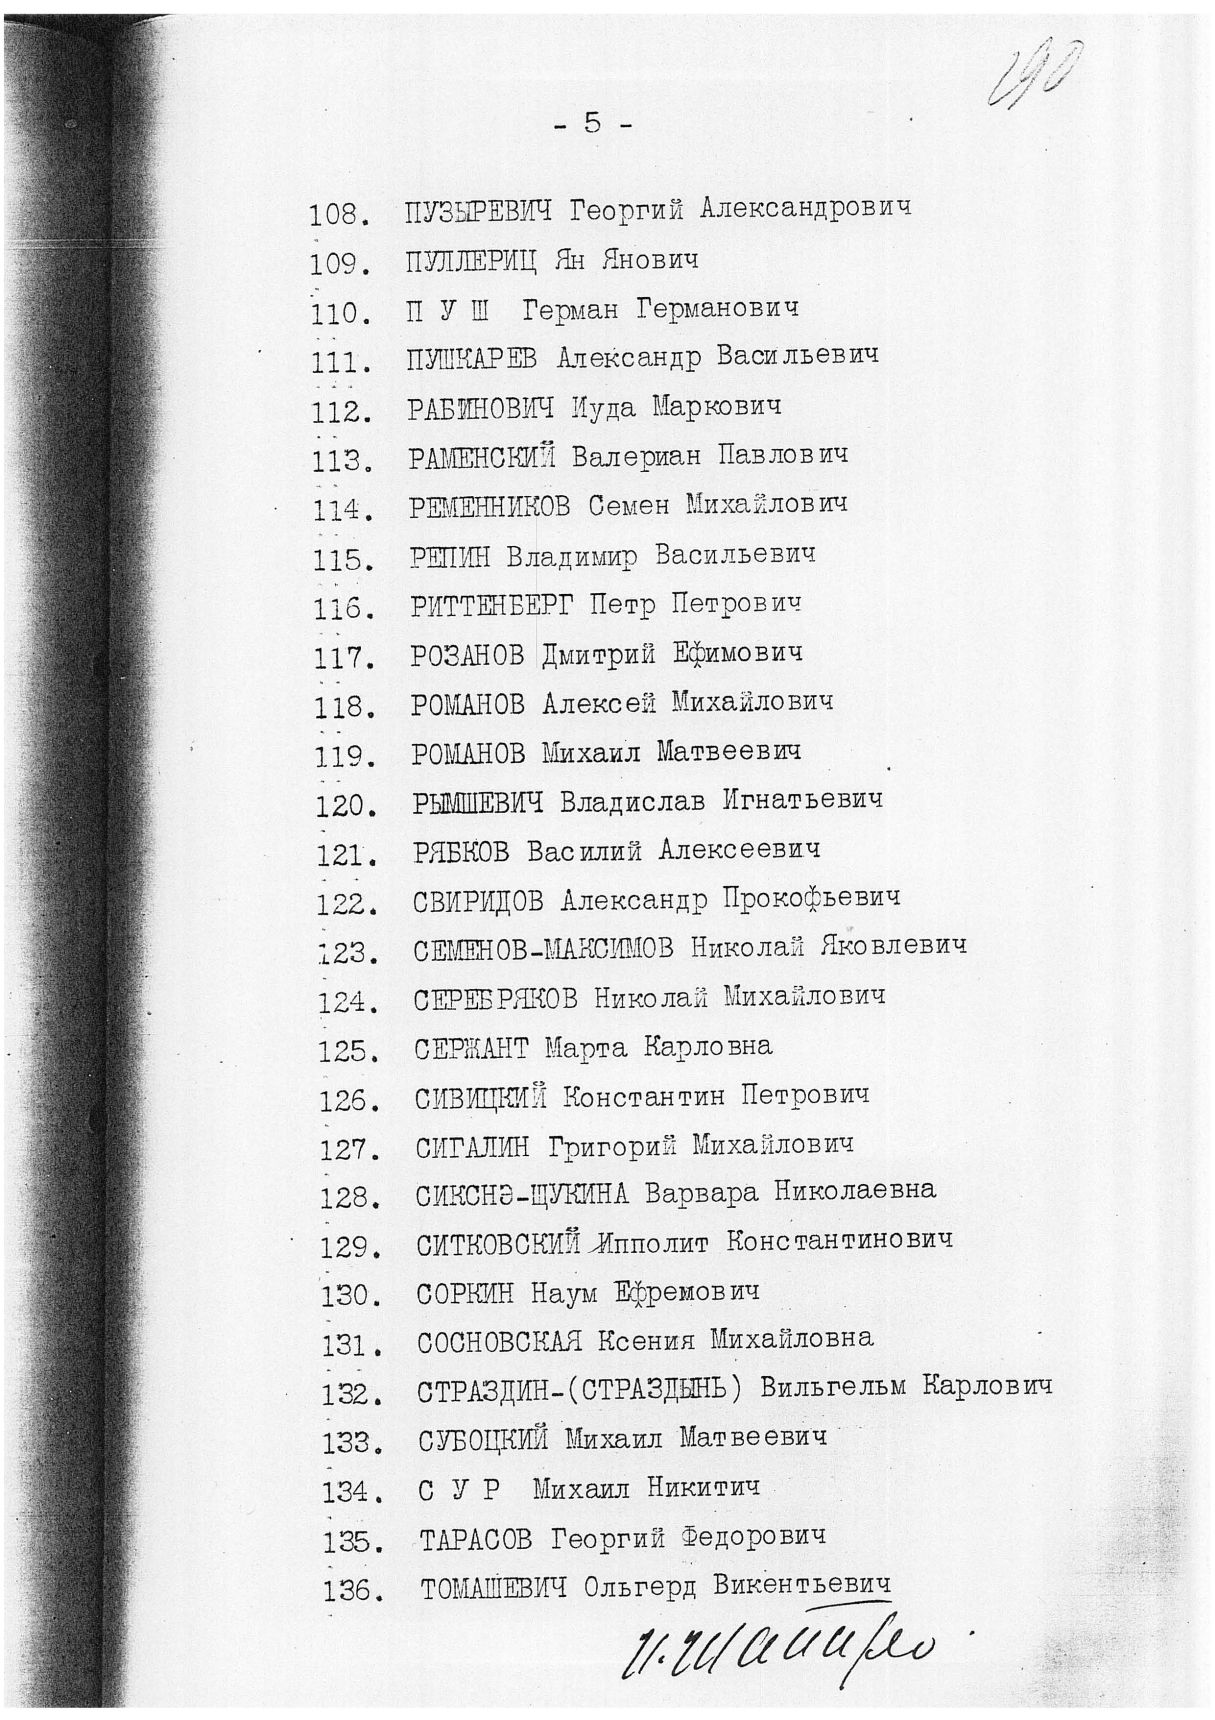 290
- 5 -
108. ПУЗЫРЕВИЧ Георгий Александрович
109. ПУЛЛЕРИЦ Ян Янович
110. П У Ш Герман Германович
111. ПУШКАРЕВ Александр Васильевич
112. РАБИНОВИЧ Иуда Маркович
113. РАМЕНСКИЙ Валериан Павлович
114. РЕМЕННИКОВ Семен Михайлович
115. РЕПИН Владимир Васильевич
116. РИТТЕНБЕРГ Петр Петрович
117. РОЗАНОВ Дмитрий Ефимович
118. РОМАНОВ Алексей Михайлович
119. РОМАНОВ Михаил Матвеевич
120. РЫМШЕВИЧ Владислав Игнатьевич
121. РЯБКОВ Василий Алексеевич
122. СВИРИДОВ Александр Прокофьевич
123. СЕМЕНОВ-МАКСИМОВ Николай Яковлевич
124. СЕРЕБРЯКОВ Николай Михайлович
125. СЕРЖАНТ Марта Карловна
126. СИВИЦКИЙ Константин Петрович
127. СИГАЛИН Григорий Михайлович
128. СИКСНЭ-ЩУКИНА Варвара Николаевна
129. СИТКОВСКИЙ Ипполит Константинович
130. СОРКИН Наум Ефремович
131. СОСНОВСКАЯ Ксения Михайловна
132. СТРАЗДИН-(СТРАЗДЫНЬ) Вильгельм Карлович
133. СУБОЦКИЙ Михаил Матвеевич
134. С У Р Михаил Никитич
135. ТАРАСОВ Георгий Федорович
136. ТОМАШЕВИЧ Ольгерд Викентьевич
И. Шапиро